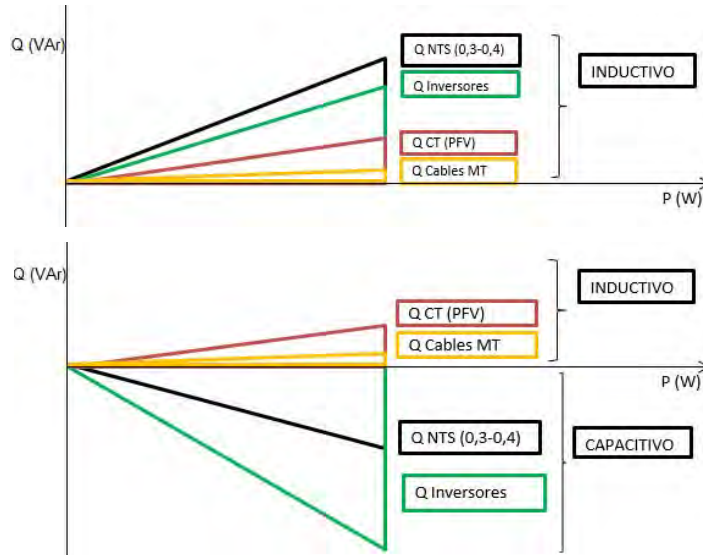 Q (VAr)
Q NTS (0,3-0,4)
INDUCTIVO
Q Inversores
Q CT (PFV)
Q Cables MT
P (W)
Q (VAr)
INDUCTIVO
Q CT (PFV)
Q Cables MT
P (W)
Q NTS (0,3-0,4)
CAPACITIVO
Q Inversores